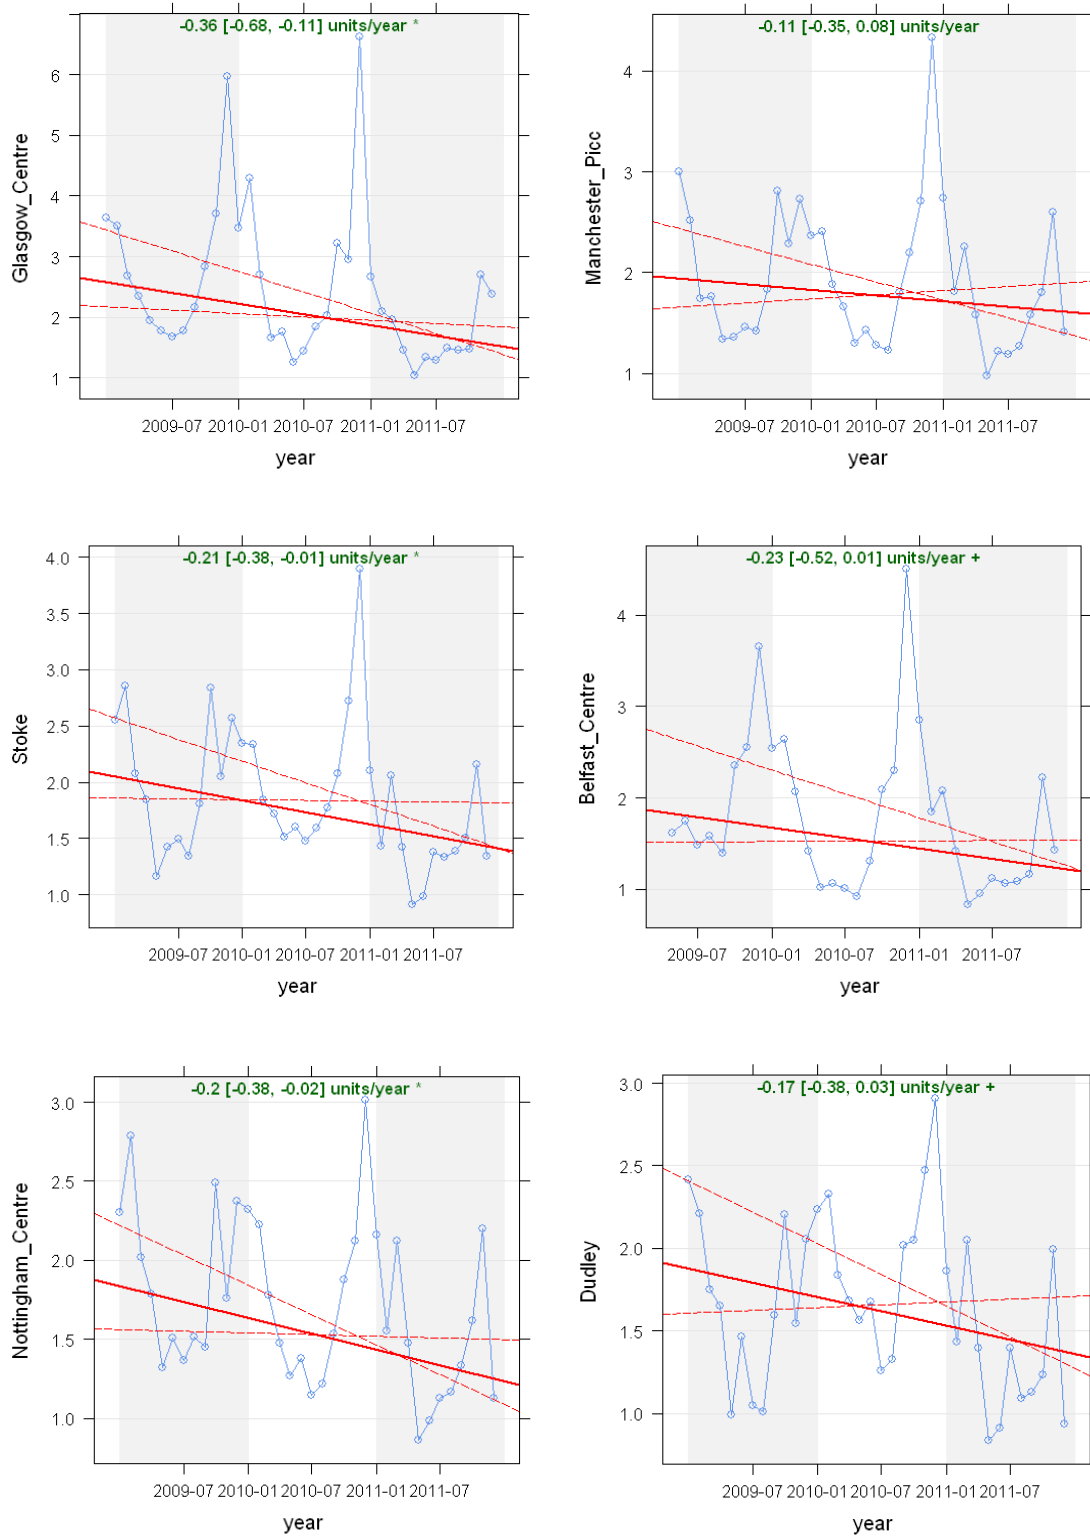 -0.36 [-0.68, -0.11] units/year *
Glasgow_Centre
6
5
4
3
2
1
2009-07 2010-01 2010-07 2011-01 2011-07
year
-0.11 [-0.35, 0.08] units/year
Manchester_Picc
4
3
2
1
2009-07 2010-01 2010-07 2011-01 2011-07
year
-0.21 [-0.38, -0.01] units/year *
Stoke
4.0
3.5
3.0
2.5
2.0
1.5
1.0
2009-07 2010-01 2010-07 2011-01 2011-07
year
-0.23 [-0.52, 0.01] units/year +
Belfast_Centre
4
3
2
1
2009-07 2010-01 2010-07 2011-01 2011-07
year
-0.2 [-0.38, -0.02] units/year *
Nottingham_Centre
3.0
2.5
2.0
1.5
1.0
2009-07 2010-01 2010-07 2011-01 2011-07
year
-0.17 [-0.38, 0.03] units/year +
Dudley
3.0
2.5
2.0
1.5
1.0
2009-07 2010-01 2010-07 2011-01 2011-07
year